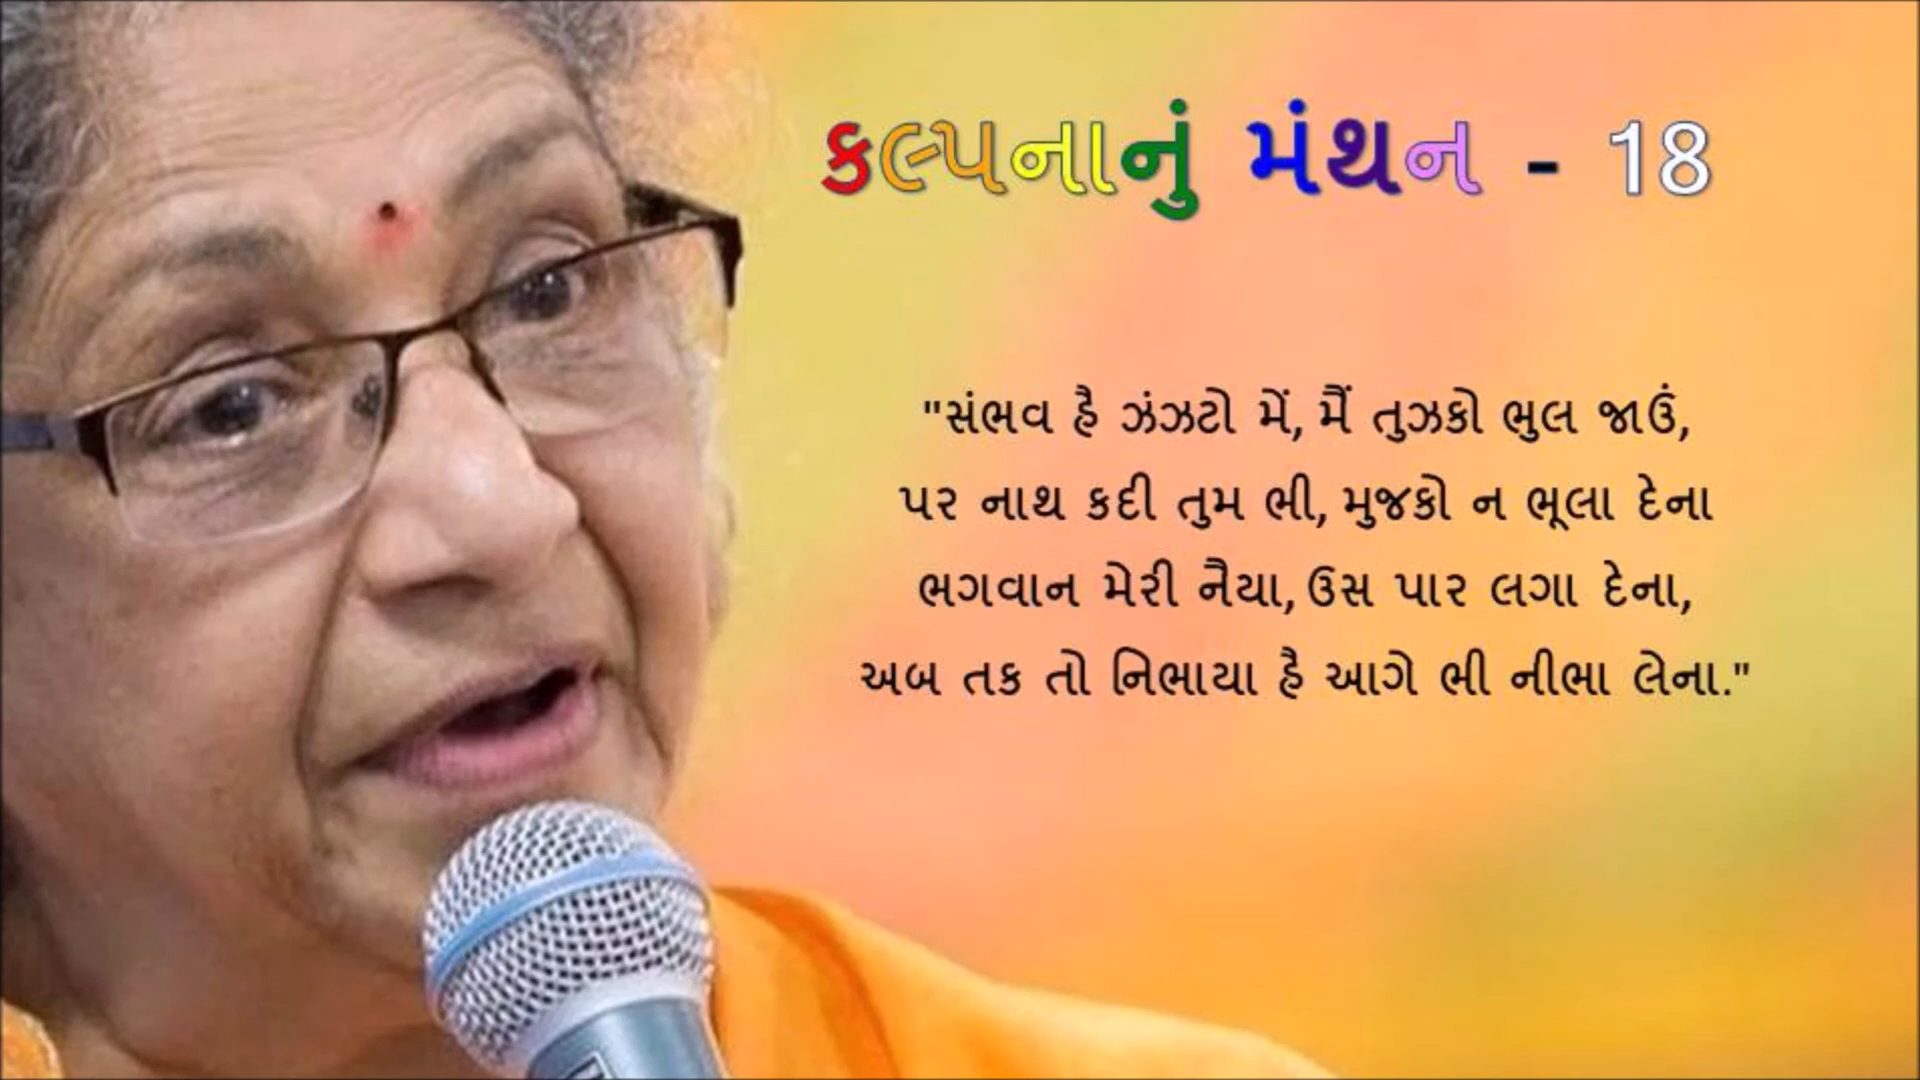 કલ્પનાનું મંથન - 18
"સંભવ હૈ ઝંઝટો મેં, મૈં તુઝકો ભુલ જાઉં,
પર નાથ કદી તુમ ભી, મુજકો ન ભૂલા દેના
ભગવાન મેરી નૈયા, ઉસ પાર લગા દેના,
અબ તક તો નિભાયા હૈ આગે ભી નીભા લેના."